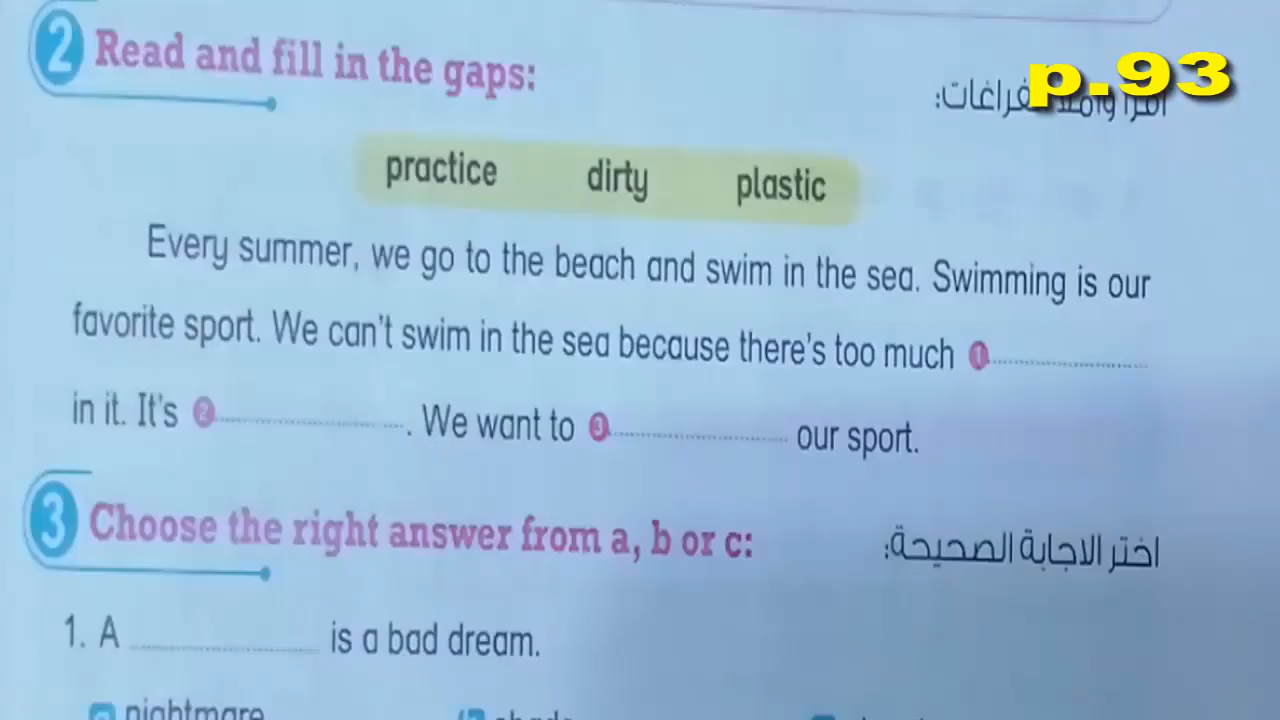 2 Read and fill in the gaps:
p.93
practice dirty plastic
Every summer, we go to the beach and swim in the sea. Swimming is our
favorite sport. We can't swim in the sea because there's too much 1
in it. It's 2 . We want to 3 our sport.
3 Choose the right answer from a, b or c:
اختر الاجابة الصحيحة:
1. A is a bad dream.
nightmare